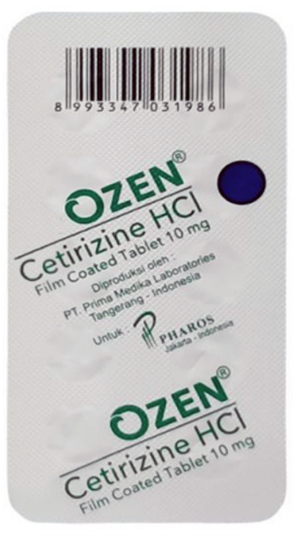 8 993347 031986
OZEN®
Cetirizine HCl
Film Coated Tablet 10 mg
Diproduksi oleh :
PT. Prima Medika Laboratories
Tangerang - Indonesia
Untuk : PHAROS
Jakarta - Indonesia
OZEN®
Cetirizine HCl
Film Coated Tablet 10 mg